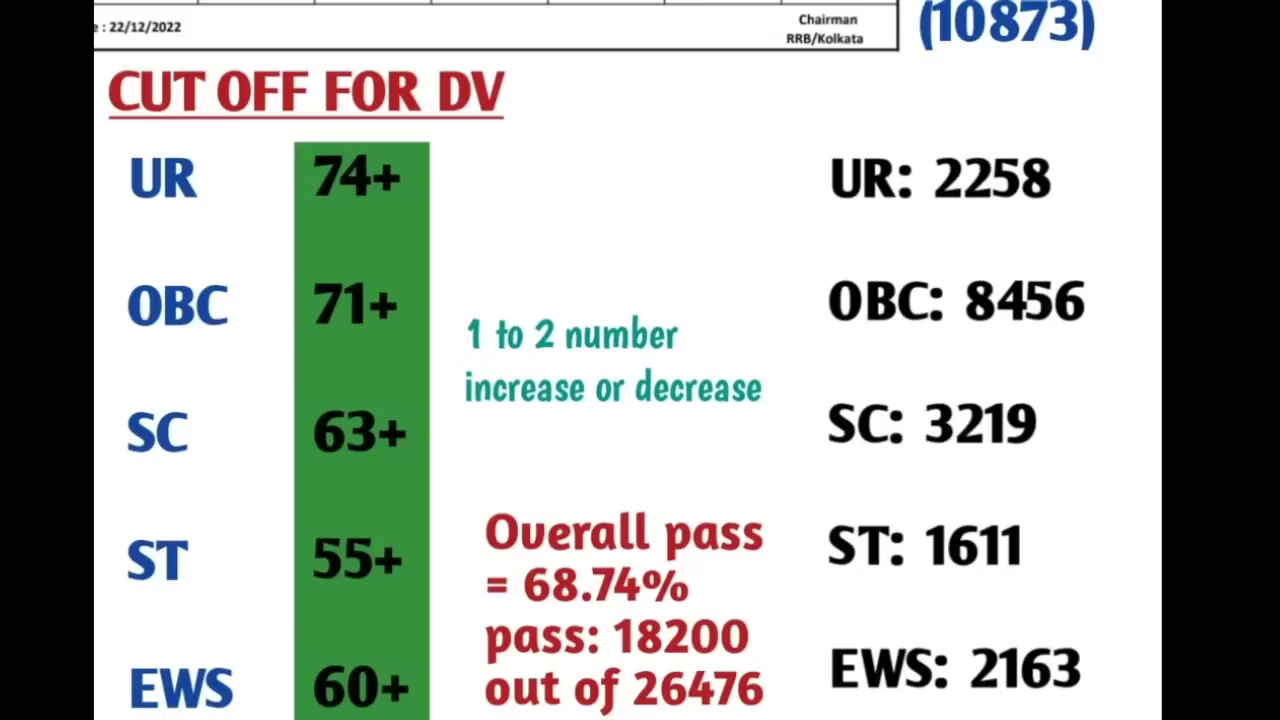 : 22/12/2022
Chairman
RRB/Kolkata
(10873)
CUT OFF FOR DV
UR 74+
OBC 71+
SC 63+
ST 55+
EWS 60+
1 to 2 number
increase or decrease
Overall pass
= 68.74%
pass: 18200
out of 26476
UR: 2258
OBC: 8456
SC: 3219
ST: 1611
EWS: 2163